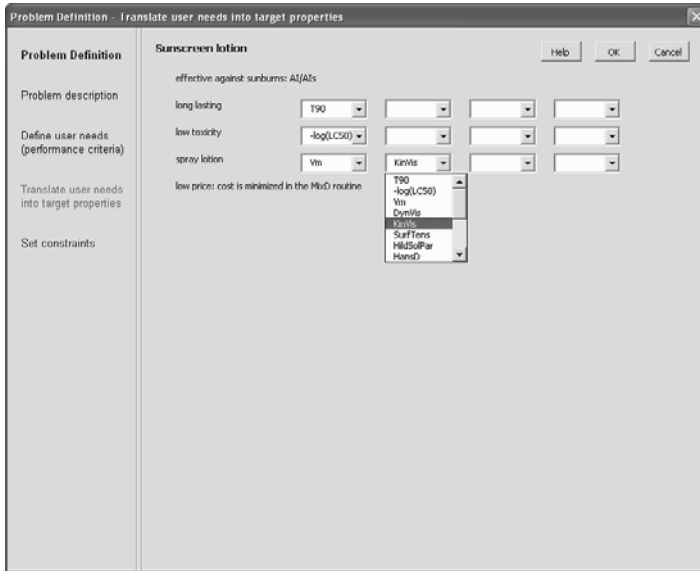 Problem Definition - Translate user needs into target properties
Problem Definition
Problem description
Define user needs
(performance criteria)
Translate user needs
into target properties
Set constraints
Sunscreen lotion
Help
OK
Cancel
effective against sunburns: AI/AIs
long lasting
T90
low toxicity
-log(LC50)
spray lotion
Vm
KinVis
low price: cost is minimized in the MixD routine
T90
-log(LC50)
Vm
DynVis
KinVis
SurfTens
HildSolPar
HansD